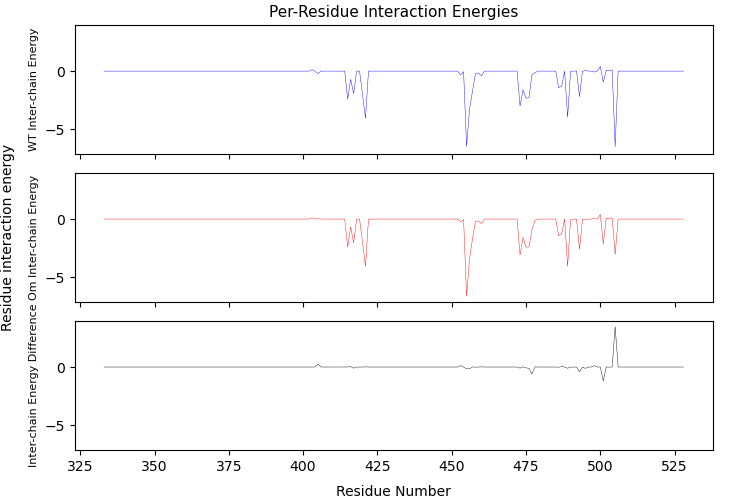 Per-Residue Interaction Energies
Residue interaction energy
WT Inter-chain Energy
0
−5
Om Inter-chain Energy
0
−5
Inter-chain Energy Difference
0
−5
325
350
375
400
425
450
475
500
525
Residue Number